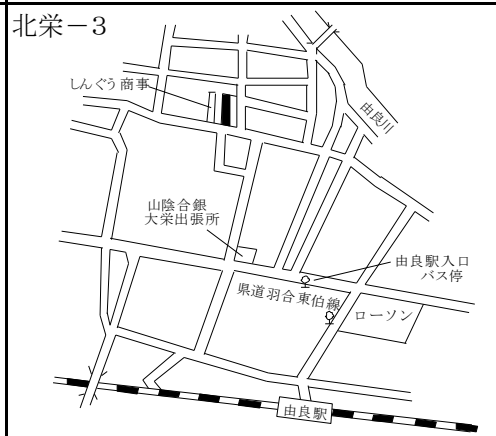 北栄－3
しんぐう商事
由良川
山陰合銀
大栄出張所
由良駅入口
バス停
県道羽合東伯線
ローソン
由良駅